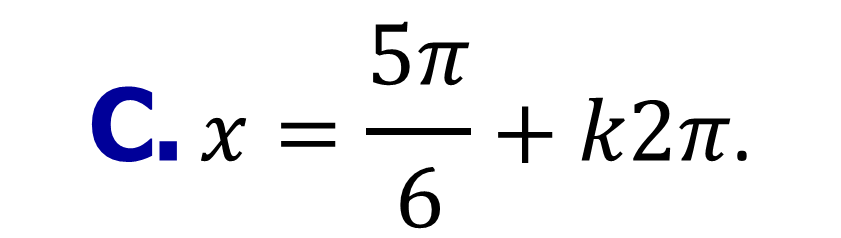 C. x = 5π/6 + k2π.